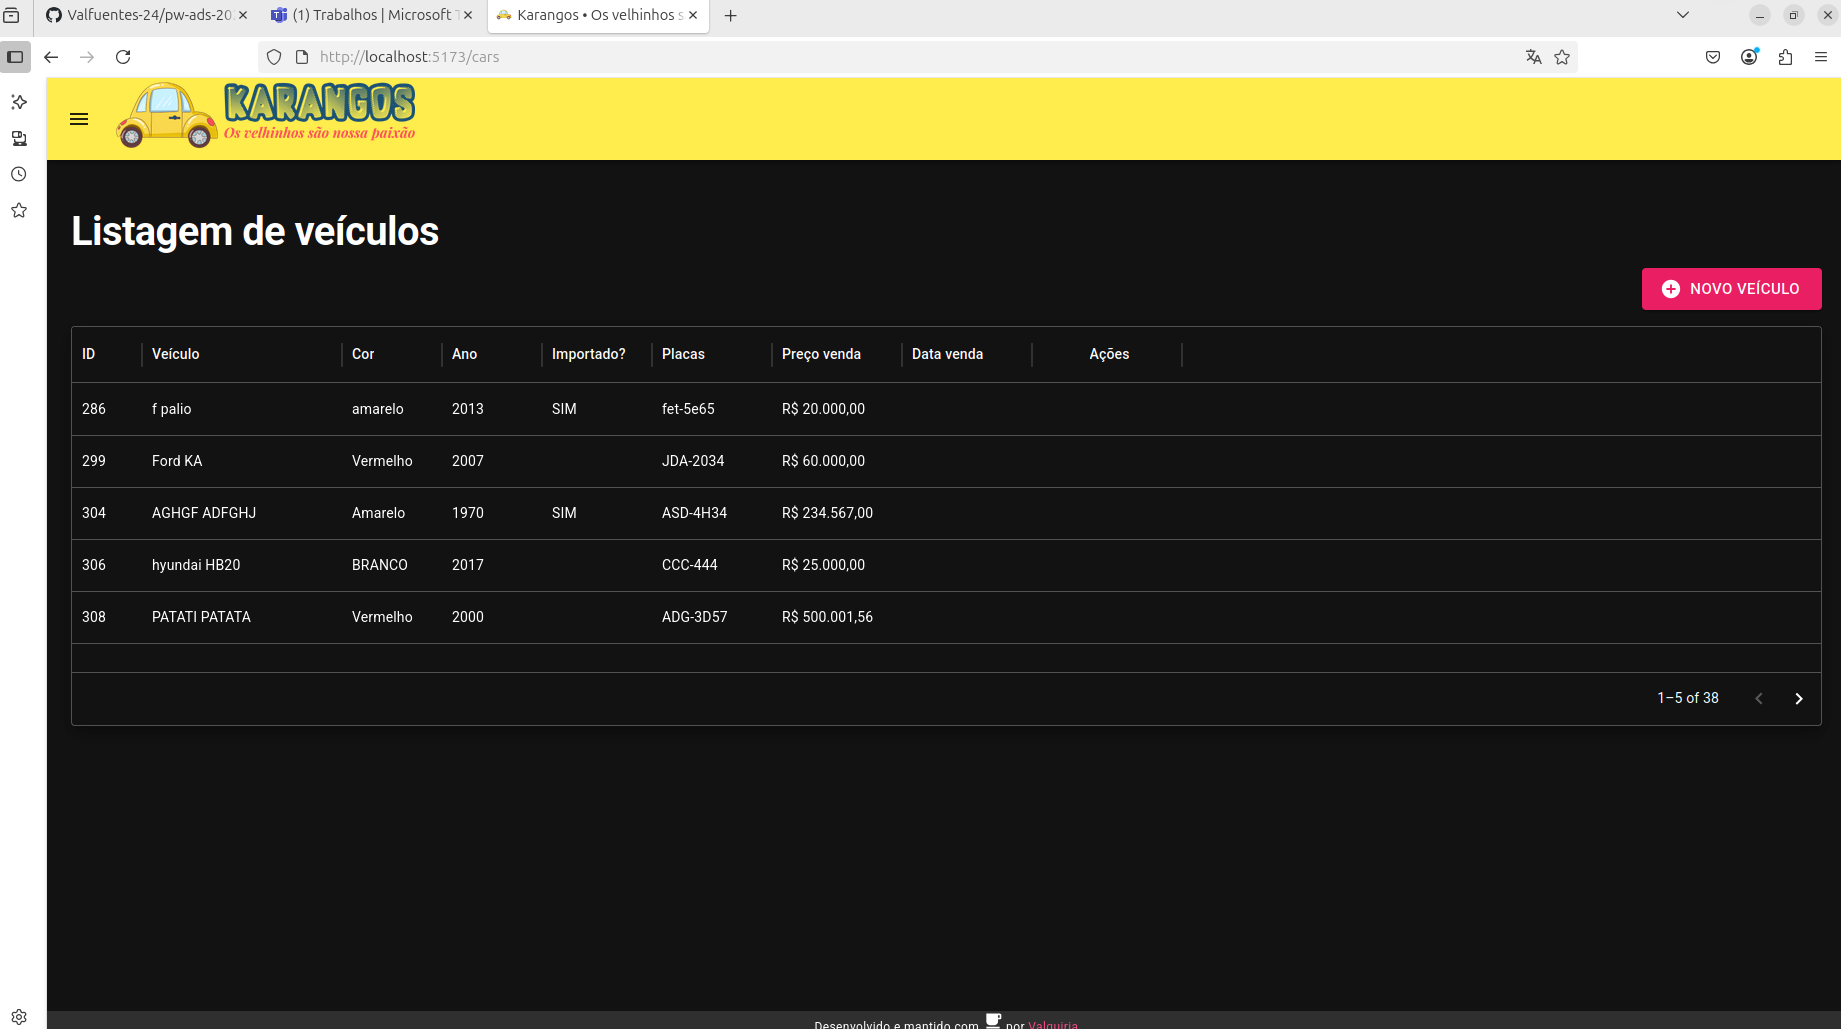 Valfuentes-24/pw-ads-20
(1) Trabalhos | Microsoft T
Karangos • Os velhinhos s
http://localhost:5173/cars
KARANGOS
Os velhinhos são nossa paixão
Listagem de veículos
NOVO VEÍCULO
ID Veículo Cor Ano Importado? Placas Preço venda Data venda Ações
286 f palio amarelo 2013 SIM fet-5e65 R$ 20.000,00
299 Ford KA Vermelho 2007 JDA-2034 R$ 60.000,00
304 AGHGF ADFGHJ Amarelo 1970 SIM ASD-4H34 R$ 234.567,00
306 hyundai HB20 BRANCO 2017 CCC-444 R$ 25.000,00
308 PATATI PATATA Vermelho 2000 ADG-3D57 R$ 500.001,56
1–5 of 38
Desenvolvido e mantido com por Valquiria